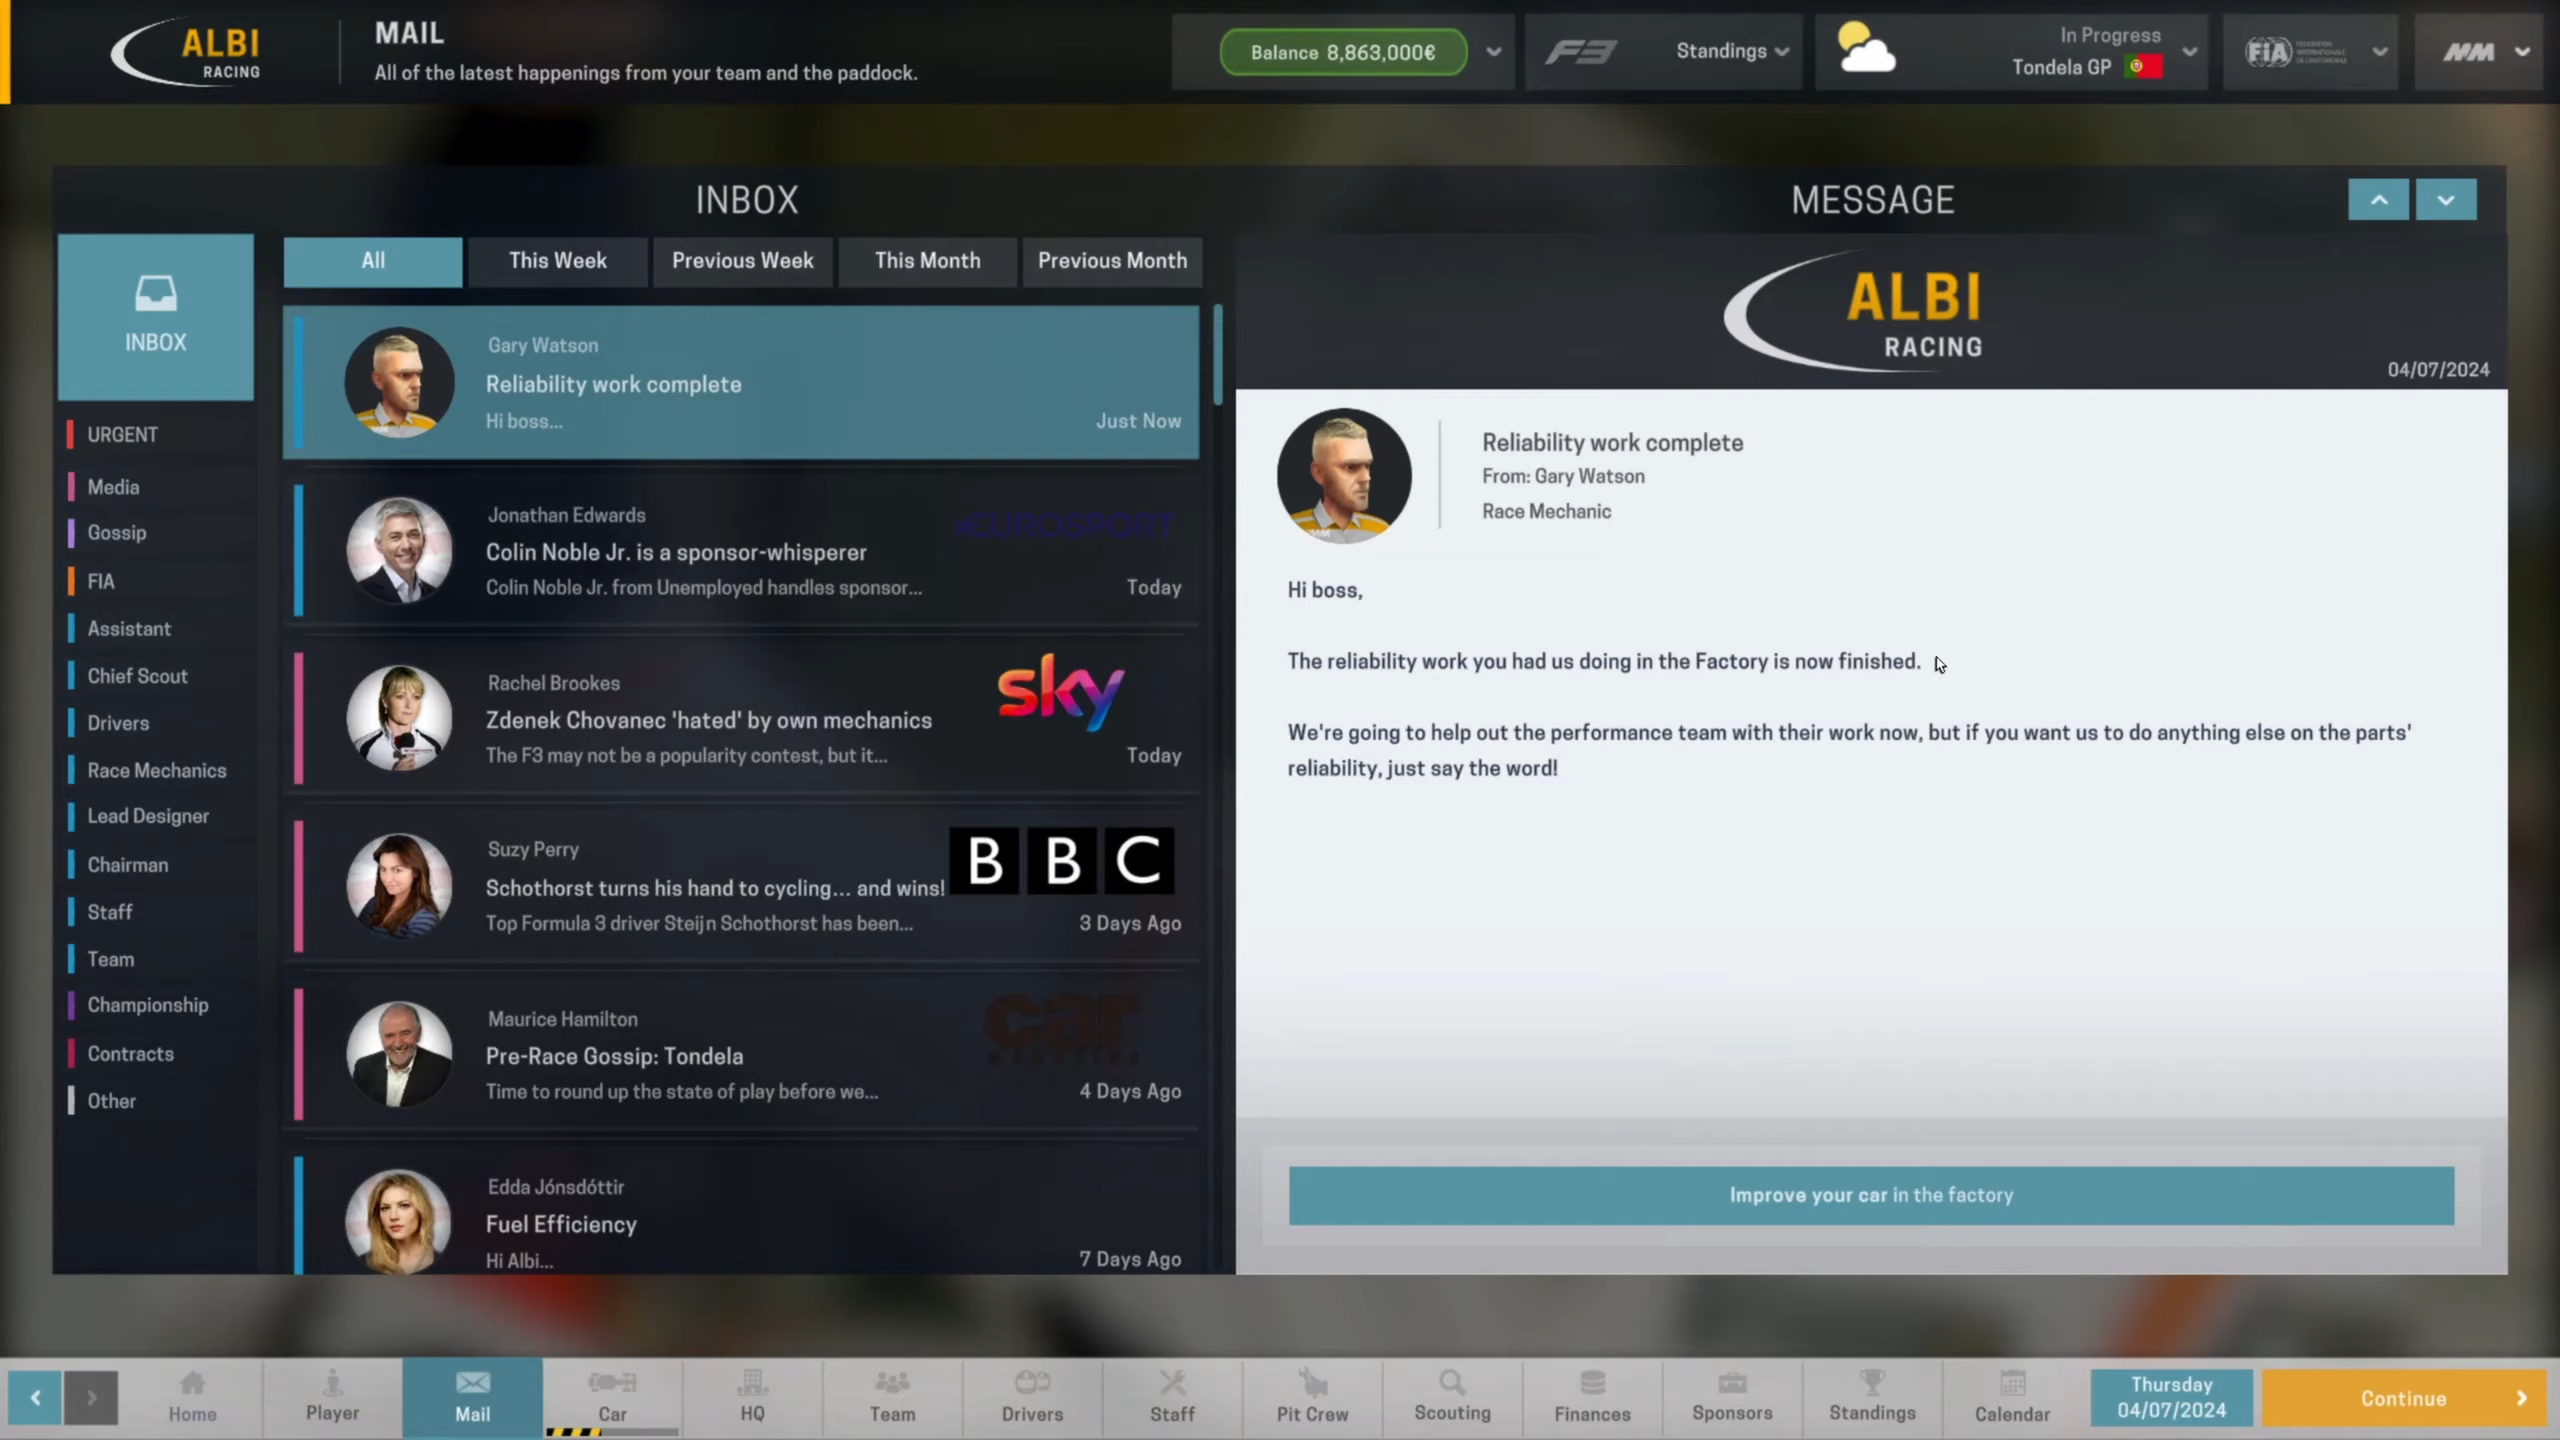 ALBI
RACING
MAIL
All of the latest happenings from your team and the paddock.
Balance 8,863,000€
F3
Standings
In Progress
Tondela GP
FiA
MM
INBOX
MESSAGE
INBOX
URGENT
Media
Gossip
FIA
Assistant
Chief Scout
Drivers
Race Mechanics
Lead Designer
Chairman
Staff
Team
Championship
Contracts
Other
All
This Week
Previous Week
This Month
Previous Month
Gary Watson
Reliability work complete
Hi boss...
Just Now
Jonathan Edwards
EUROSPORT
Colin Noble Jr. is a sponsor-whisperer
Colin Noble Jr. from Unemployed handles sponsor...
Today
Rachel Brookes
sky
Zdenek Chovanec 'hated' by own mechanics
The F3 may not be a popularity contest, but it...
Today
Suzy Perry
BBC
Schothorst turns his hand to cycling... and wins!
Top Formula 3 driver Steijn Schothorst has been...
3 Days Ago
Maurice Hamilton
car
Pre-Race Gossip: Tondela
Time to round up the state of play before we...
4 Days Ago
Edda Jónsdóttir
Fuel Efficiency
Hi Albi...
7 Days Ago
ALBI
RACING
04/07/2024
Reliability work complete
From: Gary Watson
Race Mechanic
Hi boss,
The reliability work you had us doing in the Factory is now finished.
We're going to help out the performance team with their work now, but if you want us to do anything else on the parts'
reliability, just say the word!
Improve your car in the factory
Home
Player
Mail
Car
HQ
Team
Drivers
Staff
Pit Crew
Scouting
Finances
Sponsors
Standings
Calendar
Thursday
04/07/2024
Continue